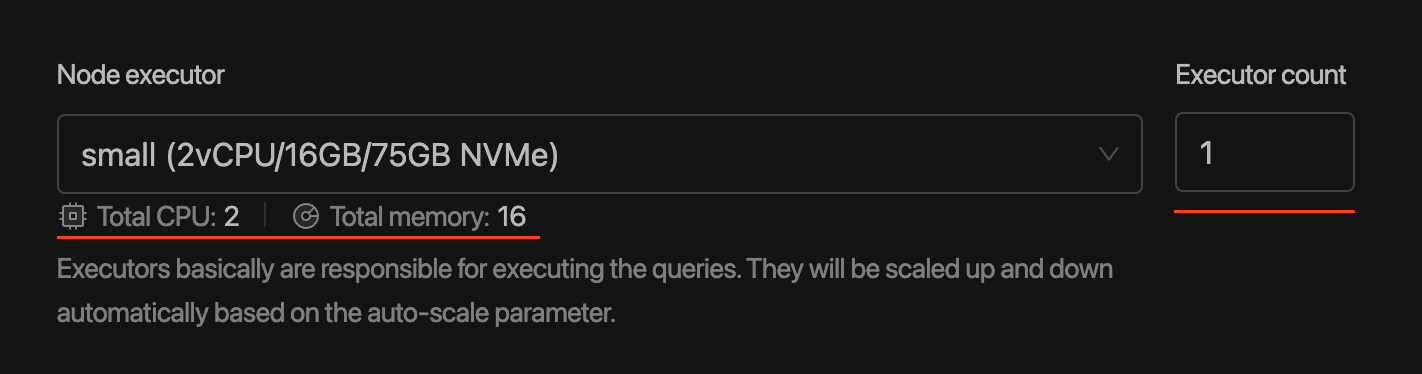 Node executor
Executor count
small (2vCPU/16GB/75GB NVMe)
1
Total CPU: 2
Total memory: 16
Executors basically are responsible for executing the queries. They will be scaled up and down
automatically based on the auto-scale parameter.